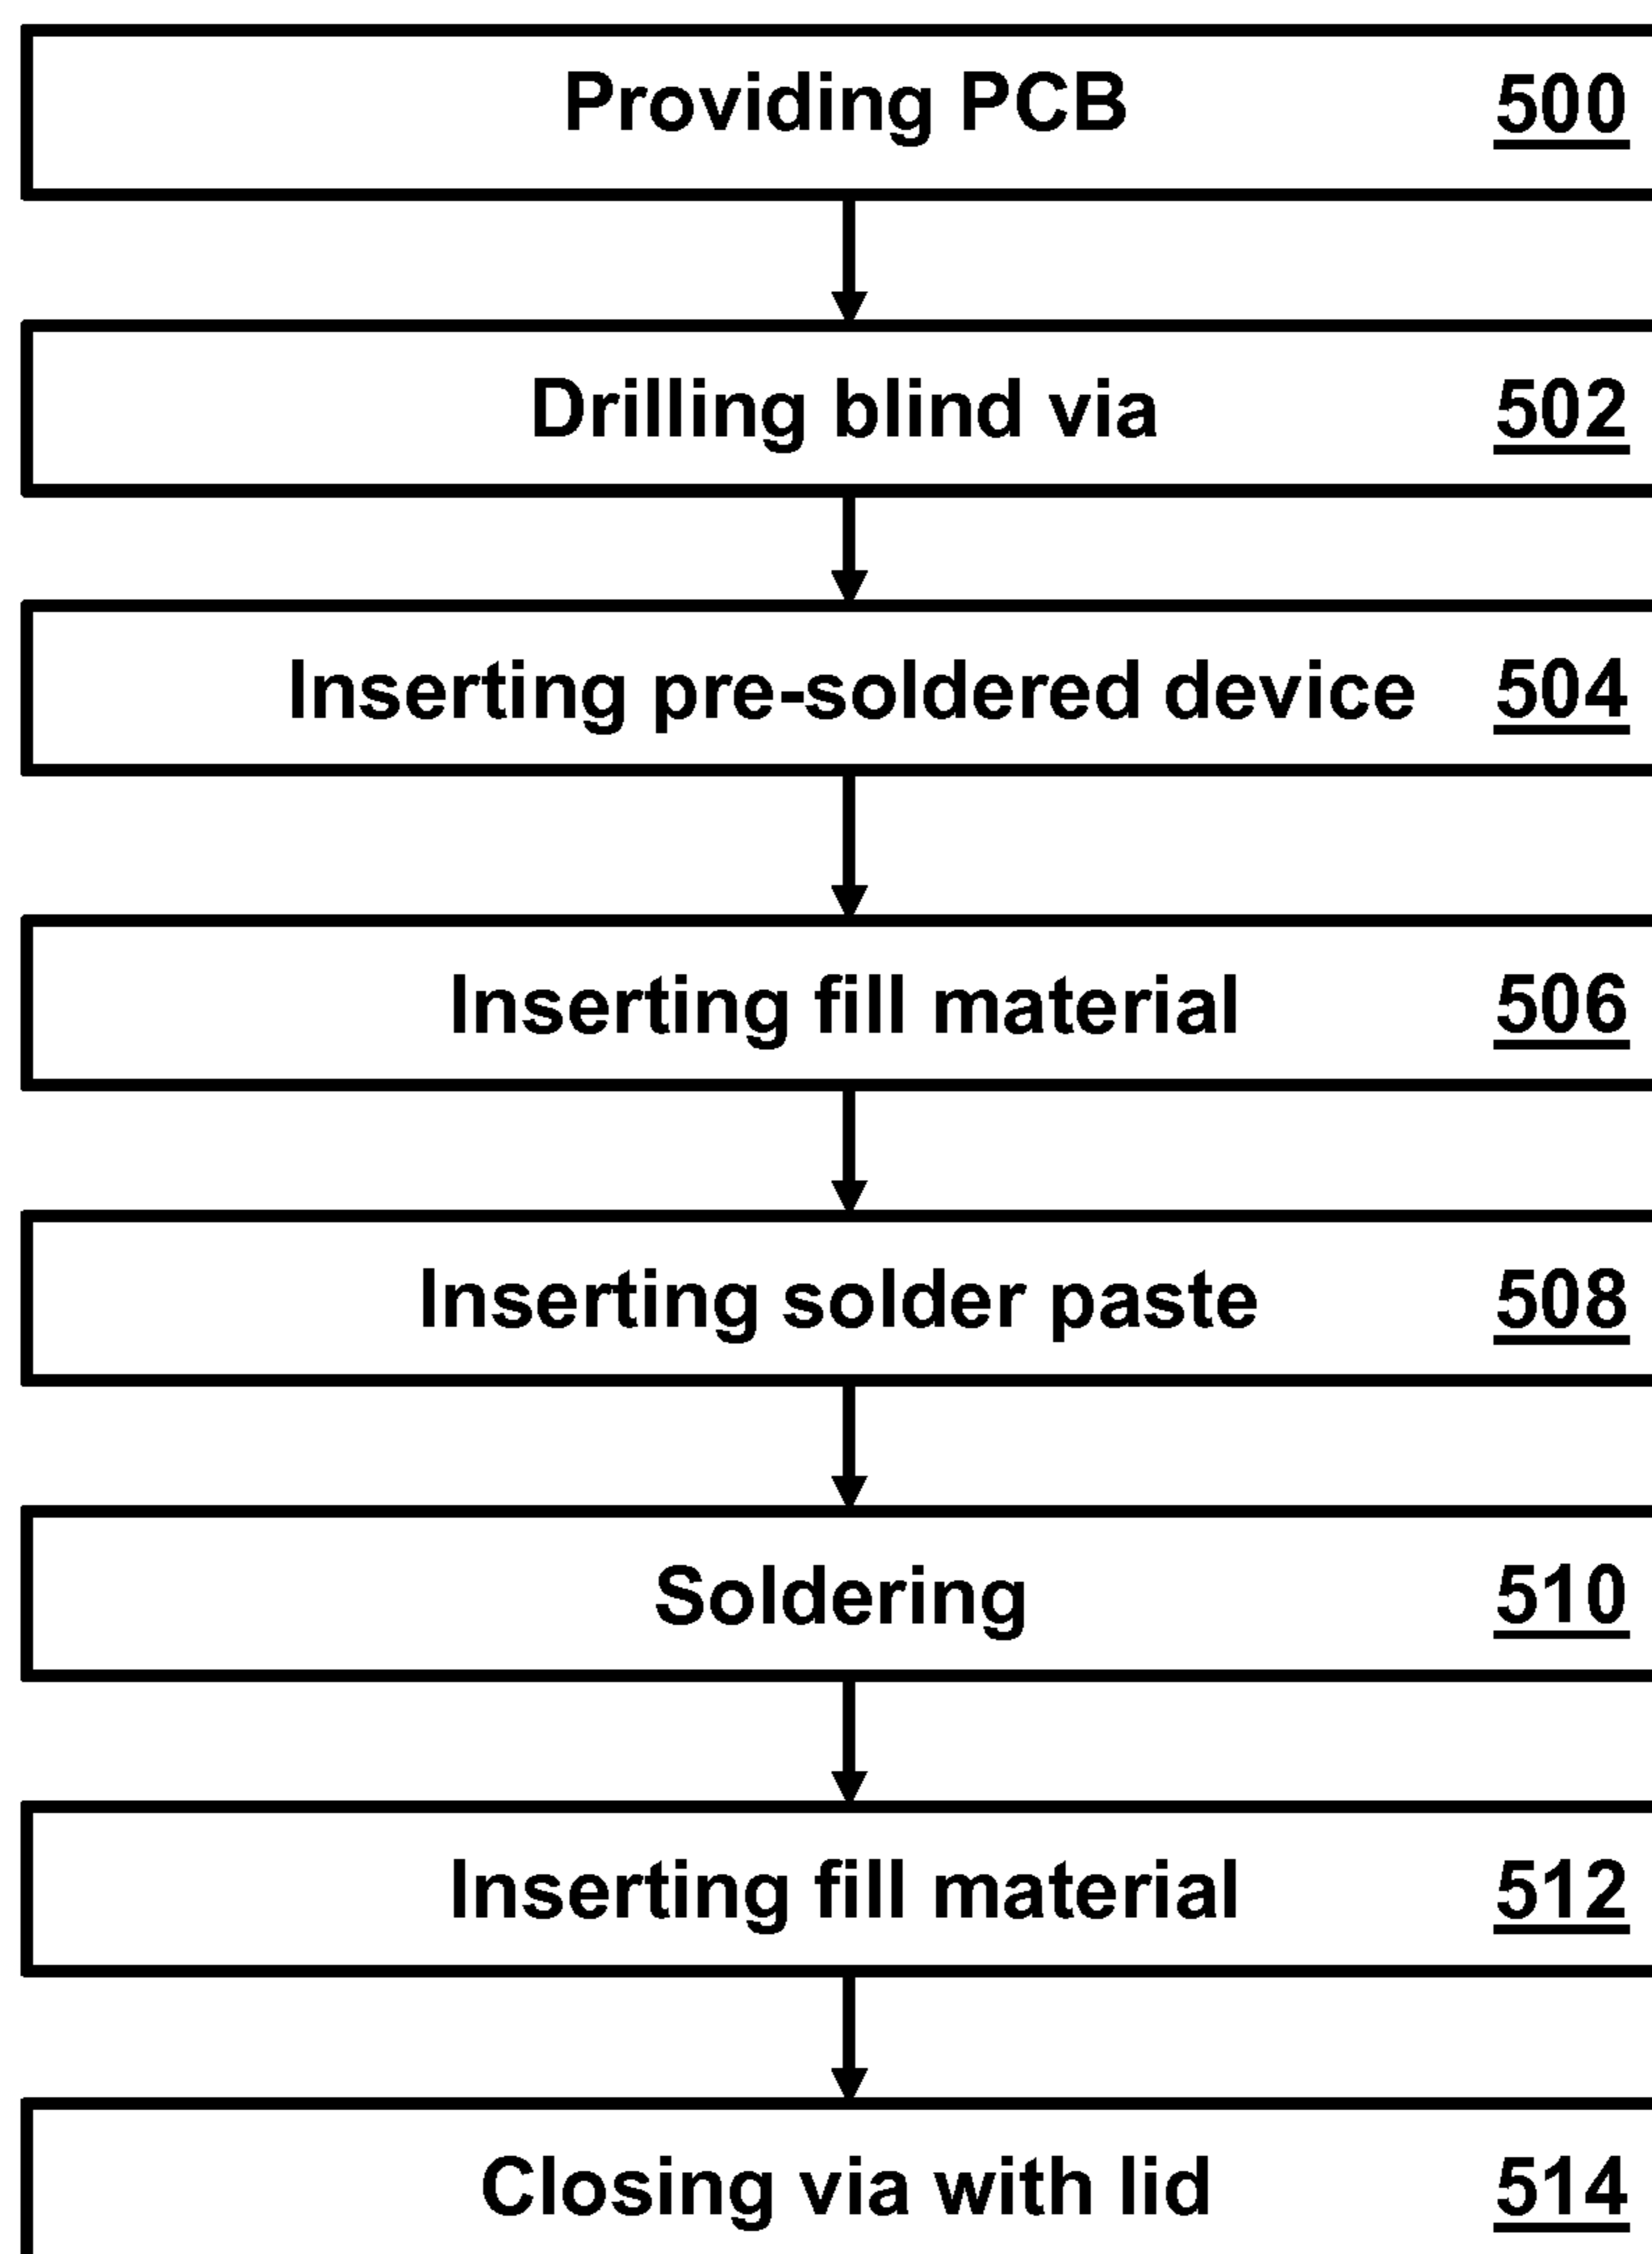 Providing PCB 500
Drilling blind via 502
Inserting pre-soldered device 504
Inserting fill material 506
Inserting solder paste 508
Soldering 510
Inserting fill material 512
Closing via with lid 514